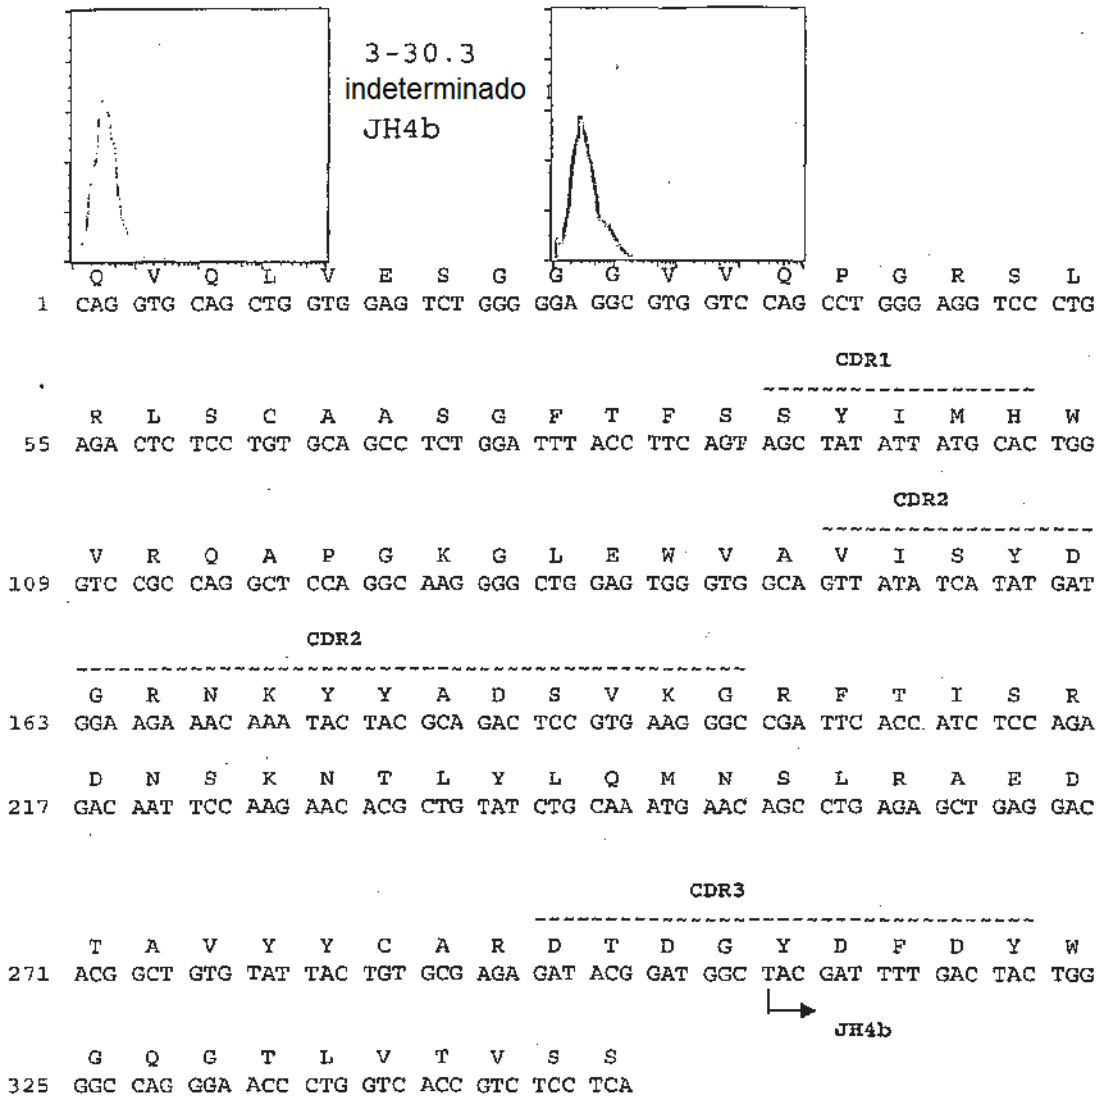 3-30.3
indeterminado
JH4b
Q V Q L V E S G G G V V Q P G R S L
1 CAG GTG CAG CTG GTG GAG TCT GGG GGA GGC GTG GTC CAG CCT GGG AGG TCC CTG
CDR1
R L S C A A S G F T F S S Y I M H W
55 AGA CTC TCC TGT GCA GCC TCT GGA TTT ACC TTC AGT AGC TAT ATT ATG CAC TGG
CDR2
V R Q A P G K G L E W V A V I S Y D
109 GTC CGC CAG GCT CCA GGC AAG GGG CTG GAG TGG GTG GCA GTT ATA TCA TAT GAT
CDR2
G R N K Y Y A D S V K G R F T I S R
163 GGA AGA AAC AAA TAC TAC GCA GAC TCC GTG AAG GGC CGA TTC ACC ATC TCC AGA
D N S K N T L Y L Q M N S L R A E D
217 GAC AAT TCC AAG AAC ACG CTG TAT CTG CAA ATG AAC AGC CTG AGA GCT GAG GAC
CDR3
T A V Y Y C A R D T D G Y D F D Y W
271 ACG GCT GTG TAT TAC TGT GCG AGA GAT ACG GAT GGC TAC GAT TTT GAC TAC TGG
JH4b
G Q G T L V T V S S
325 GGC CAG GGA ACC CTG GTC ACC GTC TCC TCA